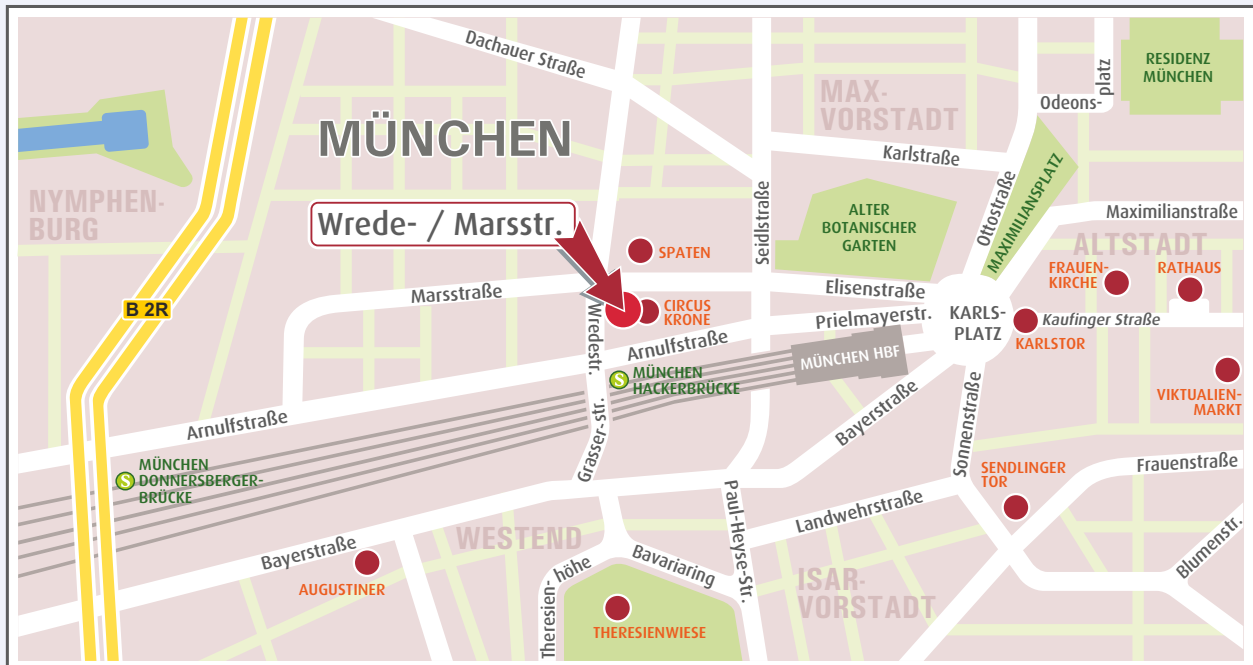 Dachauer Straße
RESIDENZ
MÜNCHEN
MAX-
VORSTADT
Odeons-
platz
MÜNCHEN
Karlstraße
NYMPHEN-
BURG
Wrede- / Marsstr.
Seidlstraße
ALTER
BOTANISCHER
GARTEN
Ottostraße
MAXIMILIANSPLATZ
Maximilianstraße
ALTSTADT
SPATEN
FRAUEN-
KIRCHE
RATHAUS
B 2R
Marsstraße
Elisenstraße
CIRCUS
KRONE
Wredestr.
Prielmayerstr.
KARLS-
PLATZ
Kaufinger Straße
KARLSTOR
Arnulfstraße
MÜNCHEN HBF
S
MÜNCHEN
HACKERBRÜCKE
VIKTUALIEN-
MARKT
Arnulfstraße
Grasser-str.
Bayerstraße
Sonnenstraße
S
MÜNCHEN
DONNERSBERGER-
BRÜCKE
SENDLINGER
TOR
Frauenstraße
Paul-Heyse-Str.
Landwehrstraße
Bayerstraße
WESTEND
Bavariaring
Theresien-
höhe
Blumenstr.
AUGUSTINER
ISAR-
VORSTADT
THERESIENWIESE